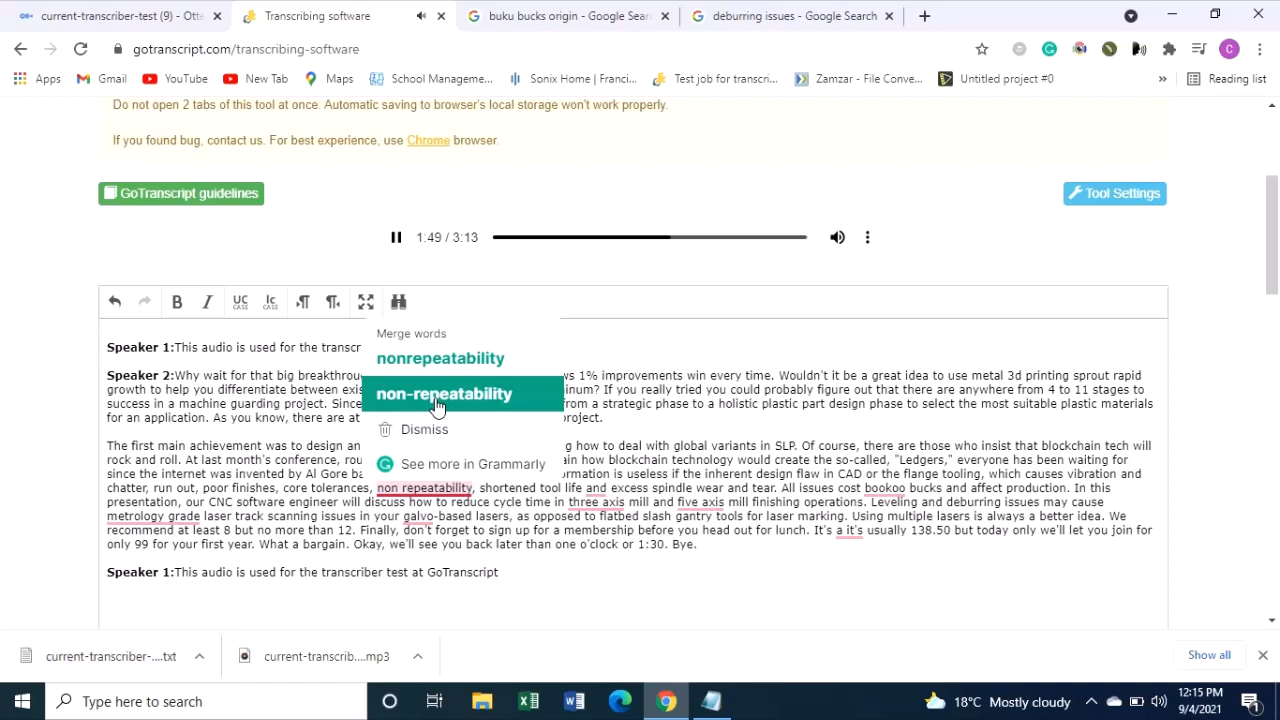 current-transcriber-test (9) - Otte
Transcribing software
buku bucks origin - Google Sear
deburring issues - Google Search
gotranscript.com/transcribing-software
C
Apps
Gmail
YouTube
New Tab
Maps
School Manageme...
Sonix Home | Franci...
Test job for transcri...
Zamzar - File Conve...
Untitled project #0
»
Reading list
Do not open 2 tabs of this tool at once. Automatic saving to browser's local storage won't work properly.
If you found bug, contact us. For best experience, use Chrome browser.
GoTranscript guidelines
Tool Settings
1:49 / 3:13
B I UC CASE lc CASE
Merge words
nonrepeatability
non-repeatability
Dismiss
See more in Grammarly
Speaker 1:This audio is used for the transcr
Speaker 2:Why wait for that big breakthrou ws 1% improvements win every time. Wouldn't it be a great idea to use metal 3d printing sprout rapid
growth to help you differentiate between exis inum? If you really tried you could probably figure out that there are anywhere from 4 to 11 stages to
success in a machine guarding project. Since from a strategic phase to a holistic plastic part design phase to select the most suitable plastic materials
for an application. As you know, there are at project.
The first main achievement was to design an g how to deal with global variants in SLP. Of course, there are those who insist that blockchain tech will
rock and roll. At last month's conference, rou ain how blockchain technology would create the so-called, "Ledgers," everyone has been waiting for
since the internet was invented by Al Gore ba ormation is useless if the inherent design flaw in CAD or the flange tooling, which causes vibration and
chatter, run out, poor finishes, core tolerances, non repeatability, shortened tool life and excess spindle wear and tear. All issues cost bookoo bucks and affect production. In this
presentation, our CNC software engineer will discuss how to reduce cycle time in three axis mill and five axis mill finishing operations. Leveling and deburring issues may cause
metrology grade laser track scanning issues in your galvo-based lasers, as opposed to flatbed slash gantry tools for laser marking. Using multiple lasers is always a better idea. We
recommend at least 8 but no more than 12. Finally, don't forget to sign up for a membership before you head out for lunch. It's a it's usually 138.50 but today only we'll let you join for
only 99 for your first year. What a bargain. Okay, we'll see you back later than one o'clock or 1:30. Bye.
Speaker 1:This audio is used for the transcriber test at GoTranscript
current-transcriber-....txt
current-transcrib....mp3
Show all
Type here to search
18°C Mostly cloudy
12:15 PM
9/4/2021
1